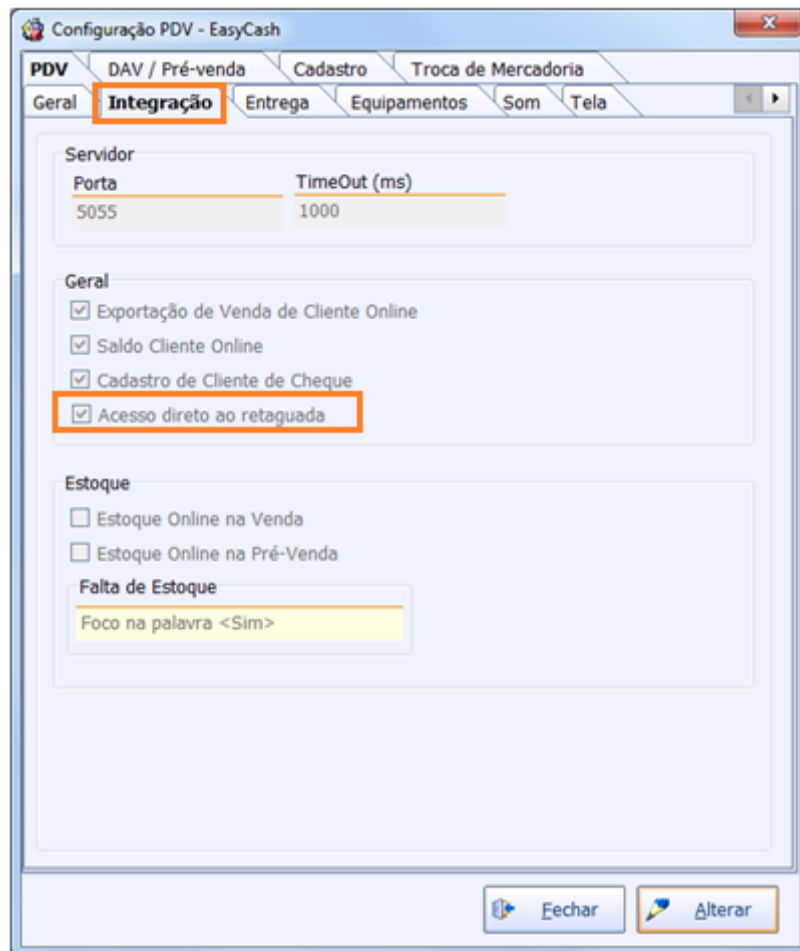 Configuração PDV - EasyCash
PDV DAV / Pré-venda Cadastro Troca de Mercadoria
Geral Integração Entrega Equipamentos Som Tela
Servidor
Porta TimeOut (ms)
5055 1000
Geral
Exportação de Venda de Cliente Online
Saldo Cliente Online
Cadastro de Cliente de Cheque
Acesso direto ao retaguada
Estoque
Estoque Online na Venda
Estoque Online na Pré-Venda
Falta de Estoque
Foco na palavra <Sim>
Fechar Alterar